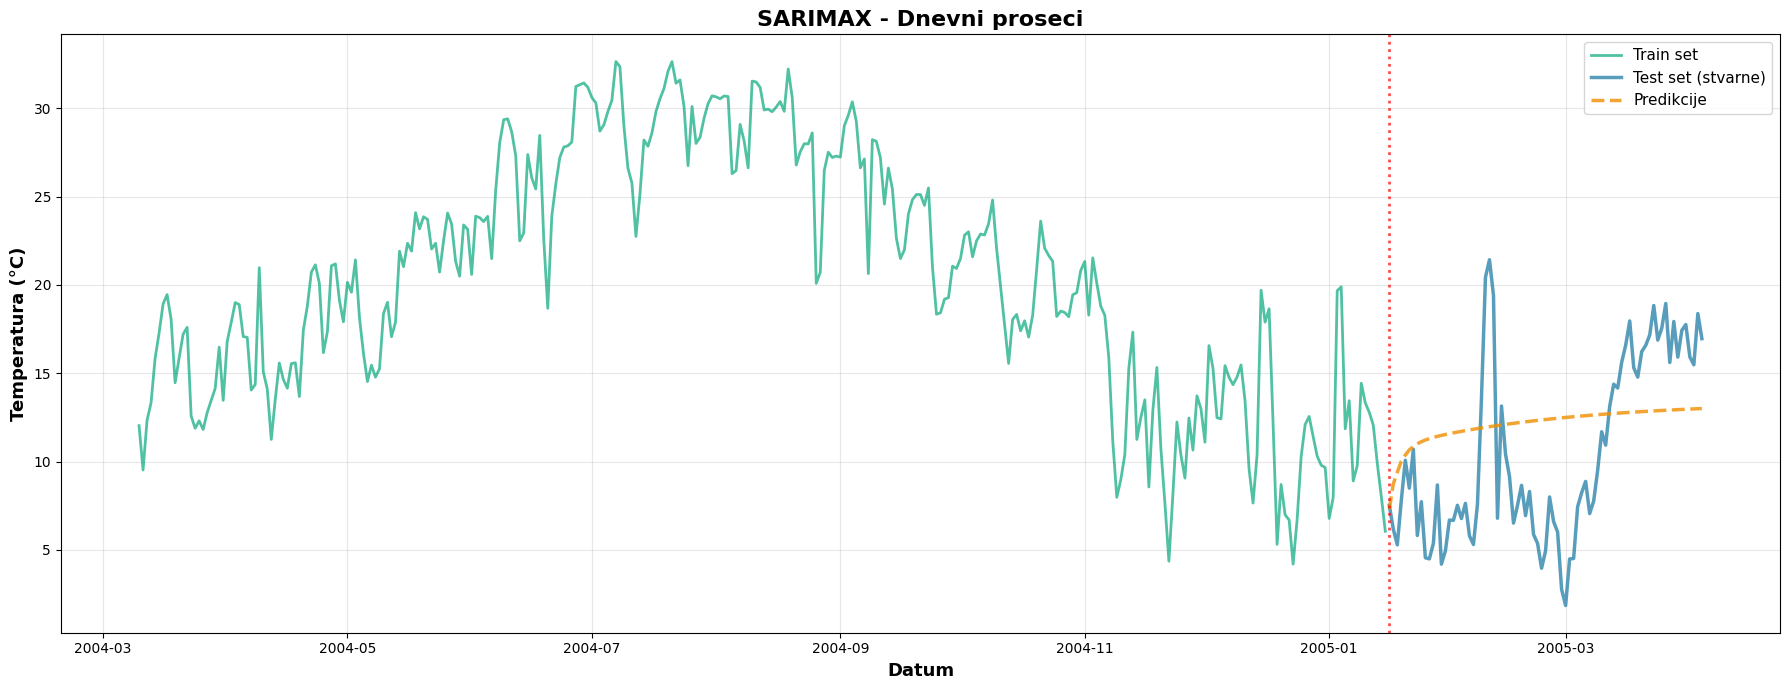 SARIMAX - Dnevni proseci
Train set
Test set (stvarne)
Predikcije
Temperatura (°C)
30
25
20
15
10
5
2004-03
2004-05
2004-07
2004-09
2004-11
2005-01
2005-03
Datum